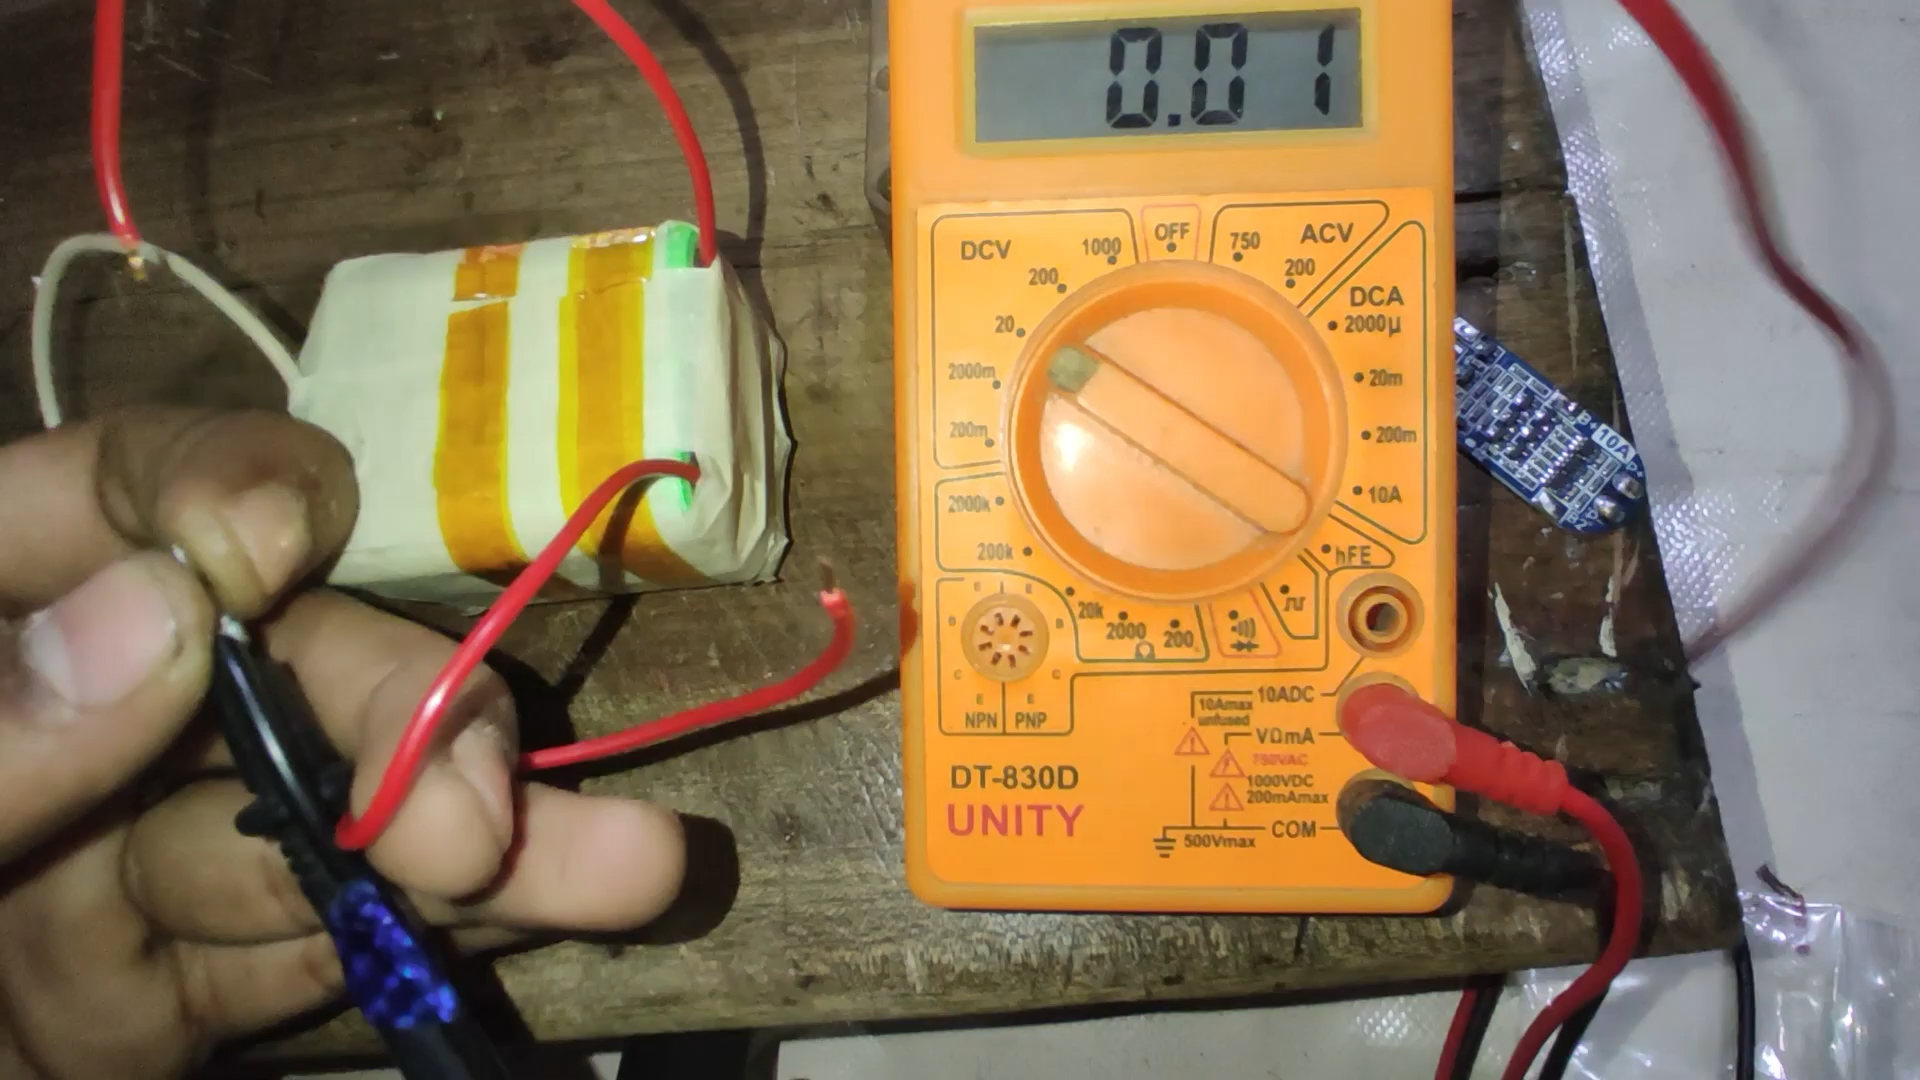 0.01
OFF
DCV
1000
750
ACV
200
200
DCA
20
2000µ
2000m
20m
200m
200m
10A
2000k
10A
200k
hFE
20k
2000
200
Ω
E
E
B
B
C
C
E
E
NPN
PNP
10ADC
10Amax
unfused
VΩmA
750VAC
1000VDC
200mAmax
COM
500Vmax
DT-830D
UNITY